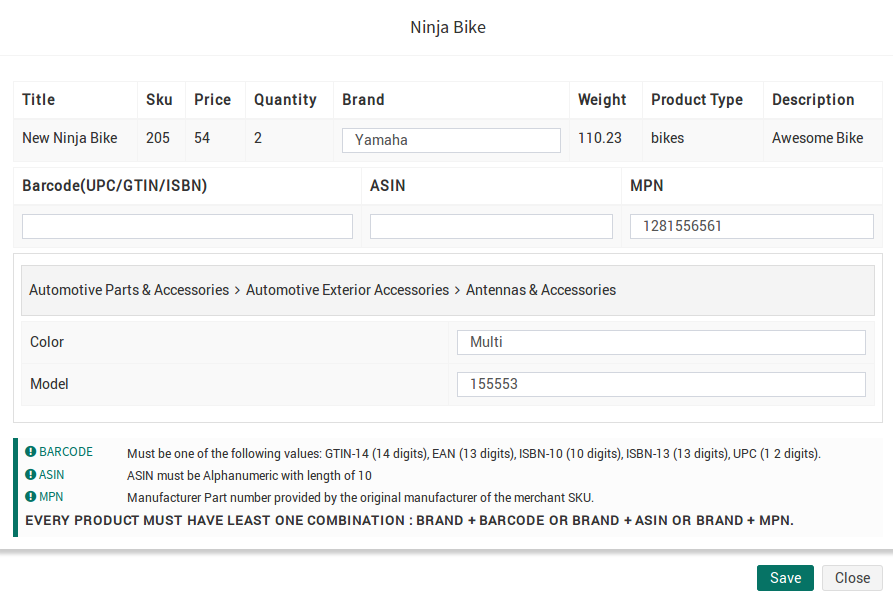 Ninja Bike
Title Sku Price Quantity Brand Weight Product Type Description
New Ninja Bike 205 54 2 Yamaha 110.23 bikes Awesome Bike
Barcode(UPC/GTIN/ISBN) ASIN MPN
1281556561
Automotive Parts & Accessories > Automotive Exterior Accessories > Antennas & Accessories
Color Multi
Model 155553
BARCODE Must be one of the following values: GTIN-14 (14 digits), EAN (13 digits), ISBN-10 (10 digits), ISBN-13 (13 digits), UPC (1 2 digits).
ASIN ASIN must be Alphanumeric with length of 10
MPN Manufacturer Part number provided by the original manufacturer of the merchant SKU.
EVERY PRODUCT MUST HAVE LEAST ONE COMBINATION : BRAND + BARCODE OR BRAND + ASIN OR BRAND + MPN.
Save Close